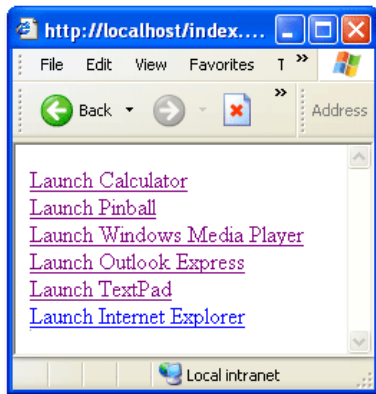 http://localhost/index....
File Edit View Favorites T »
Back » Address
Launch Calculator
Launch Pinball
Launch Windows Media Player
Launch Outlook Express
Launch TextPad
Launch Internet Explorer
Local intranet